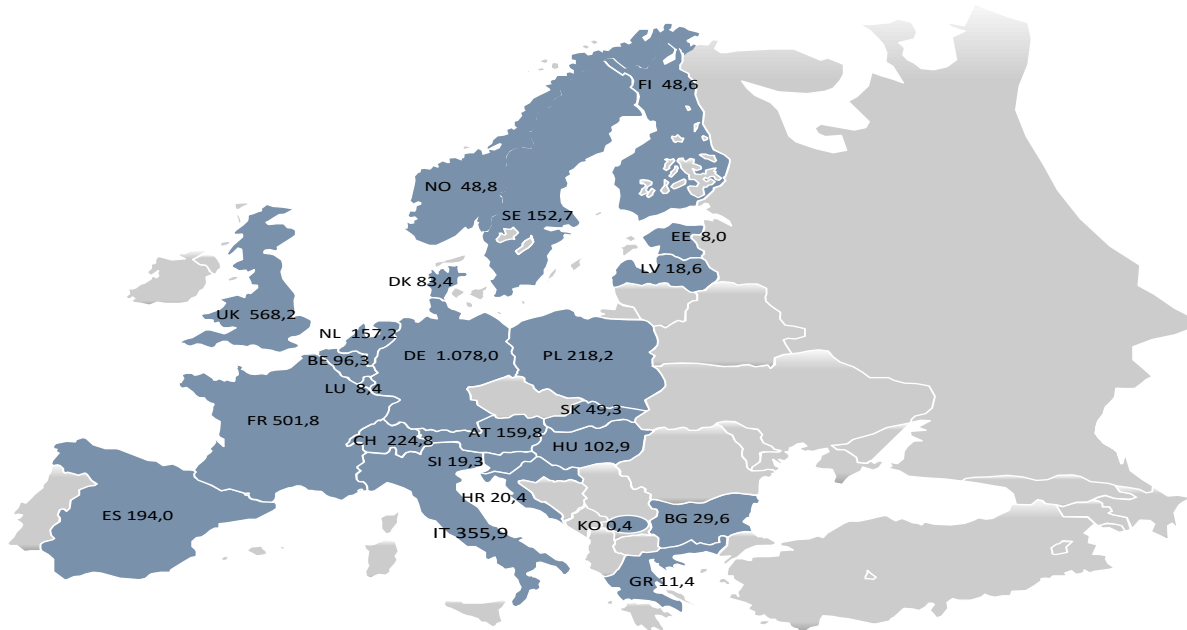 FI 48,6
NO 48,8
SE 152,7
EE 8,0
LV 18,6
DK 83,4
UK 568,2
NL 157,2
BE 96,3
DE 1.078,0
PL 218,2
LU 8,4
SK 49,3
FR 501,8
CH 224,8
AT 159,8
HU 102,9
SI 19,3
HR 20,4
ES 194,0
KO 0,4
BG 29,6
IT 355,9
GR 11,4